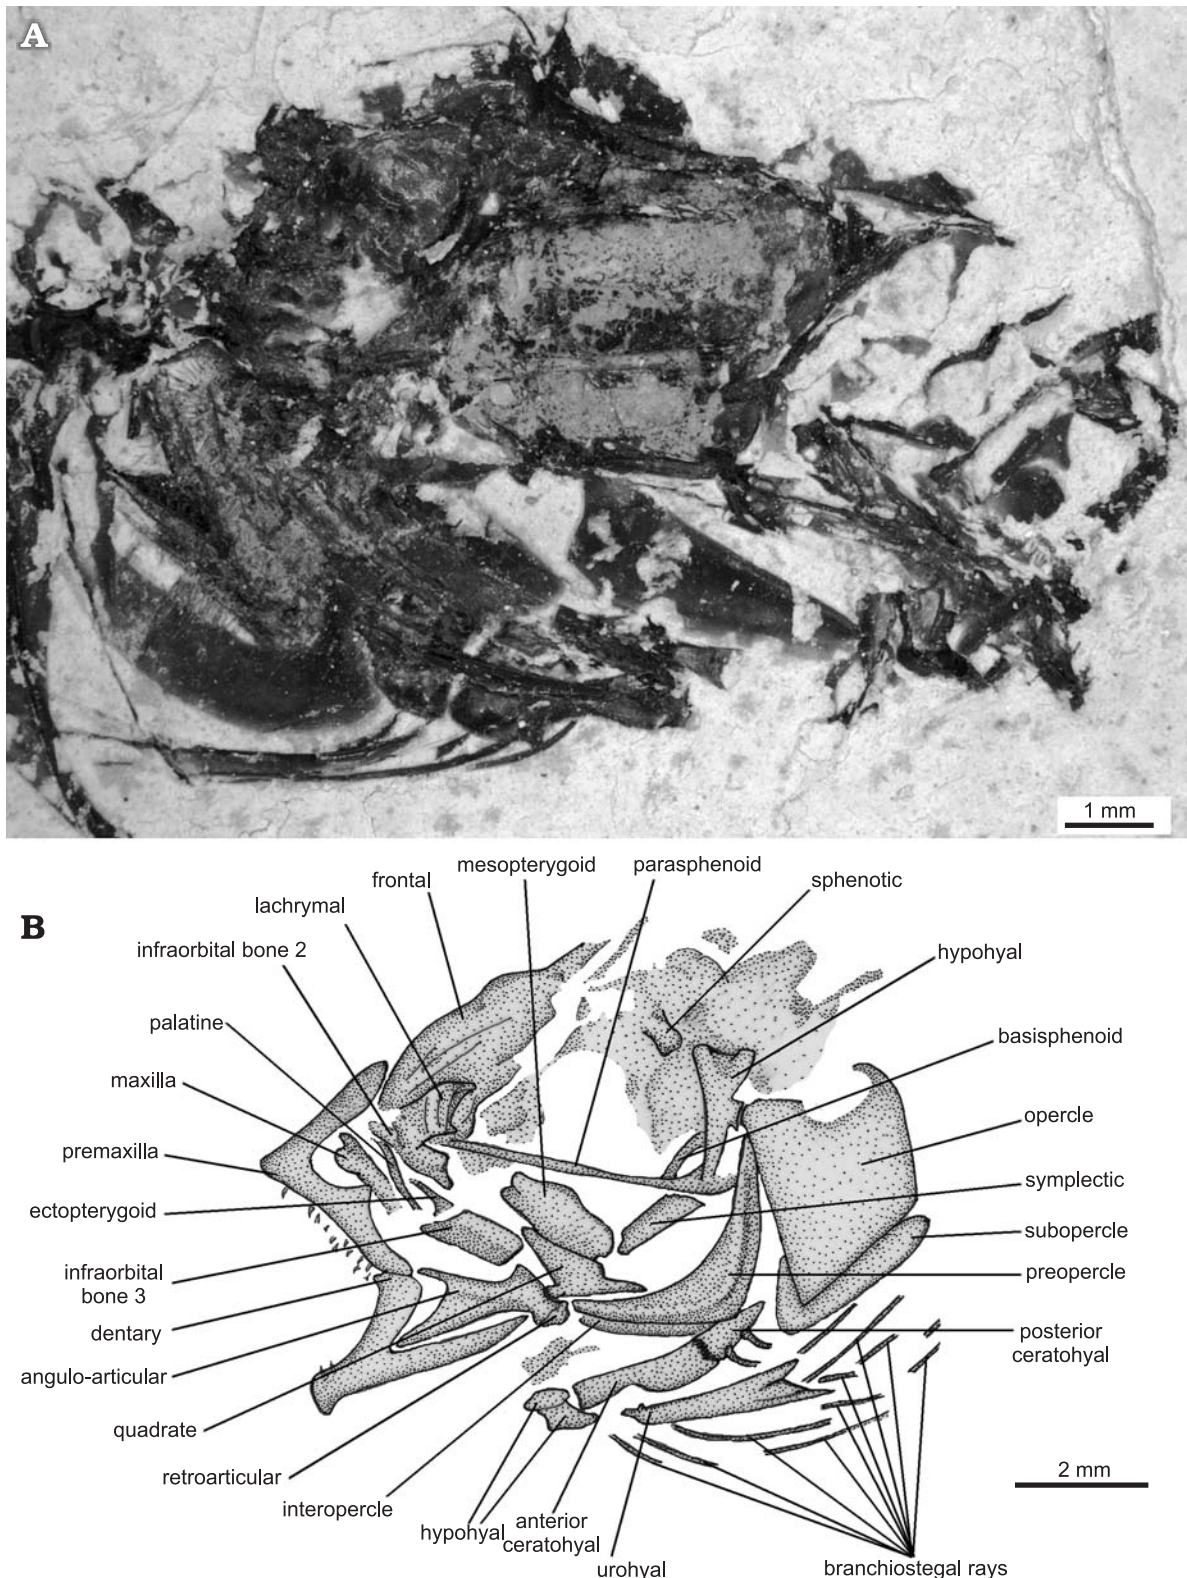 A
1 mm
B
mesopterygoid
parasphenoid
frontal
sphenotic
lachrymal
infraorbital bone 2
hypohyal
palatine
basisphenoid
maxilla
opercle
premaxilla
symplectic
ectopterygoid
subopercle
infraorbital
bone 3
preopercle
dentary
posterior
ceratohyal
angulo-articular
quadrate
retroarticular
2 mm
interopercle
hypohyal
anterior
ceratohyal
urohyal
branchiostegal rays